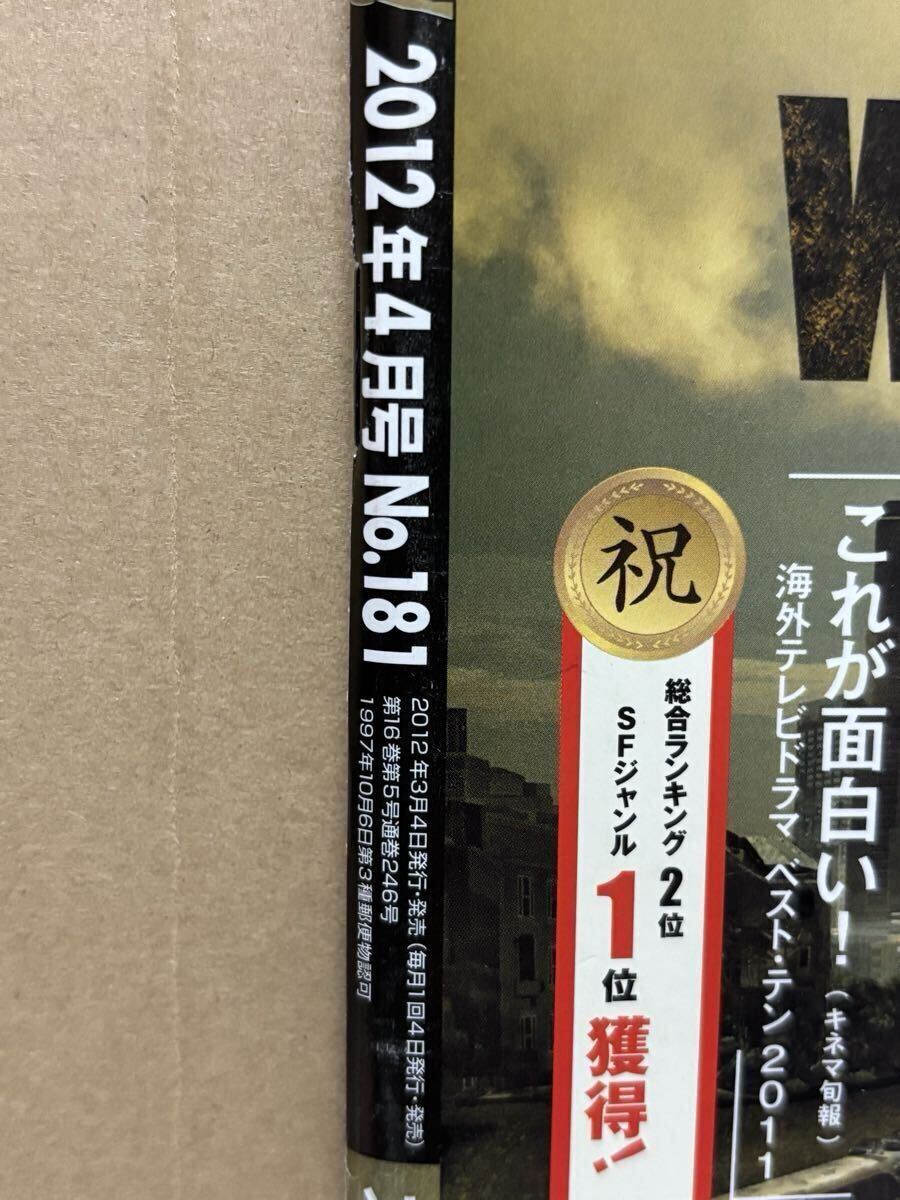 2012年4月号 No.181
2012年3月4日発行・発売（毎月1回4日発行・発売）
第16巻第5号通巻246号
1997年10月6日第3種郵便物認可
W
祝
総合ランキング2位
SFジャンル1位獲得!!
これが面白い！（キネマ旬報）
海外テレビドラマ ベスト・テン2011